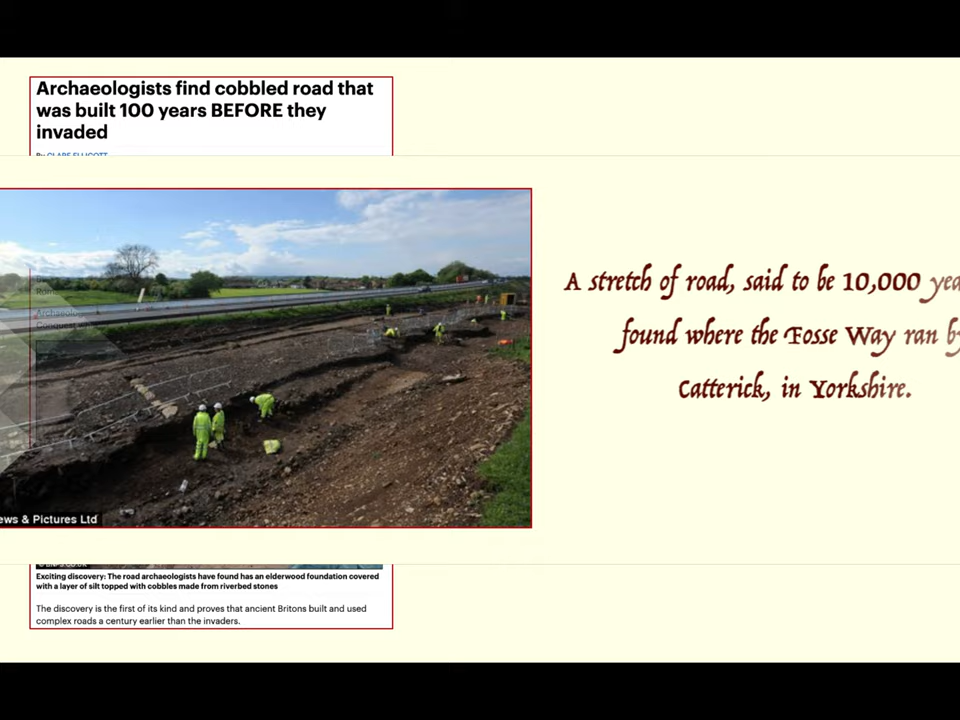 Archaeologists find cobbled road that
was built 100 years BEFORE they
invaded
A stretch of road, said to be 10,000
found where the Fosse Way ran
Catterick, in Yorkshire.
& Pictures Ltd
Exciting discovery: The road archaeologists have found has an elderwood foundation covered
with a layer of silt topped with cobbles made from riverbed stones
The discovery is the first of its kind and proves that ancient Britons built and used
complex roads a century earlier than the invaders.